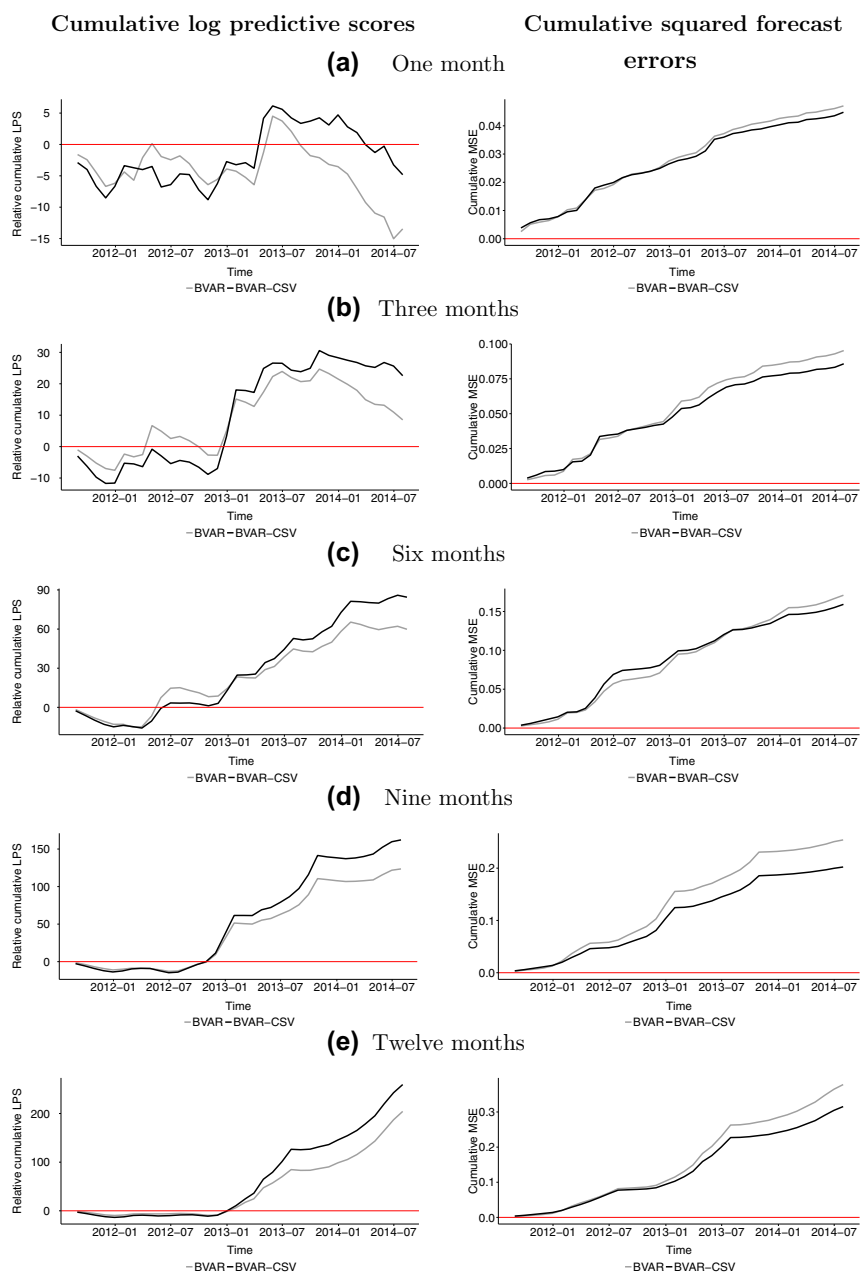 Cumulative log predictive scores
Cumulative squared forecast
errors
(a) One month
Relative cumulative LPS
5
0
−5
−10
−15
2012−01 2012−07 2013−01 2013−07 2014−01 2014−07
Time
BVAR BVAR−CSV
Cumulative MSE
0.04
0.03
0.02
0.01
0.00
2012−01 2012−07 2013−01 2013−07 2014−01 2014−07
Time
BVAR BVAR−CSV
(b) Three months
Relative cumulative LPS
30
20
10
0
−10
2012−01 2012−07 2013−01 2013−07 2014−01 2014−07
Time
BVAR BVAR−CSV
Cumulative MSE
0.100
0.075
0.050
0.025
0.000
2012−01 2012−07 2013−01 2013−07 2014−01 2014−07
Time
BVAR BVAR−CSV
(c) Six months
Relative cumulative LPS
90
60
30
0
2012−01 2012−07 2013−01 2013−07 2014−01 2014−07
Time
BVAR BVAR−CSV
Cumulative MSE
0.15
0.10
0.05
0.00
2012−01 2012−07 2013−01 2013−07 2014−01 2014−07
Time
BVAR BVAR−CSV
(d) Nine months
Relative cumulative LPS
150
100
50
0
2012−01 2012−07 2013−01 2013−07 2014−01 2014−07
Time
BVAR BVAR−CSV
Cumulative MSE
0.2
0.1
0.0
2012−01 2012−07 2013−01 2013−07 2014−01 2014−07
Time
BVAR BVAR−CSV
(e) Twelve months
Relative cumulative LPS
200
100
0
2012−01 2012−07 2013−01 2013−07 2014−01 2014−07
Time
BVAR BVAR−CSV
Cumulative MSE
0.3
0.2
0.1
0.0
2012−01 2012−07 2013−01 2013−07 2014−01 2014−07
Time
BVAR BVAR−CSV